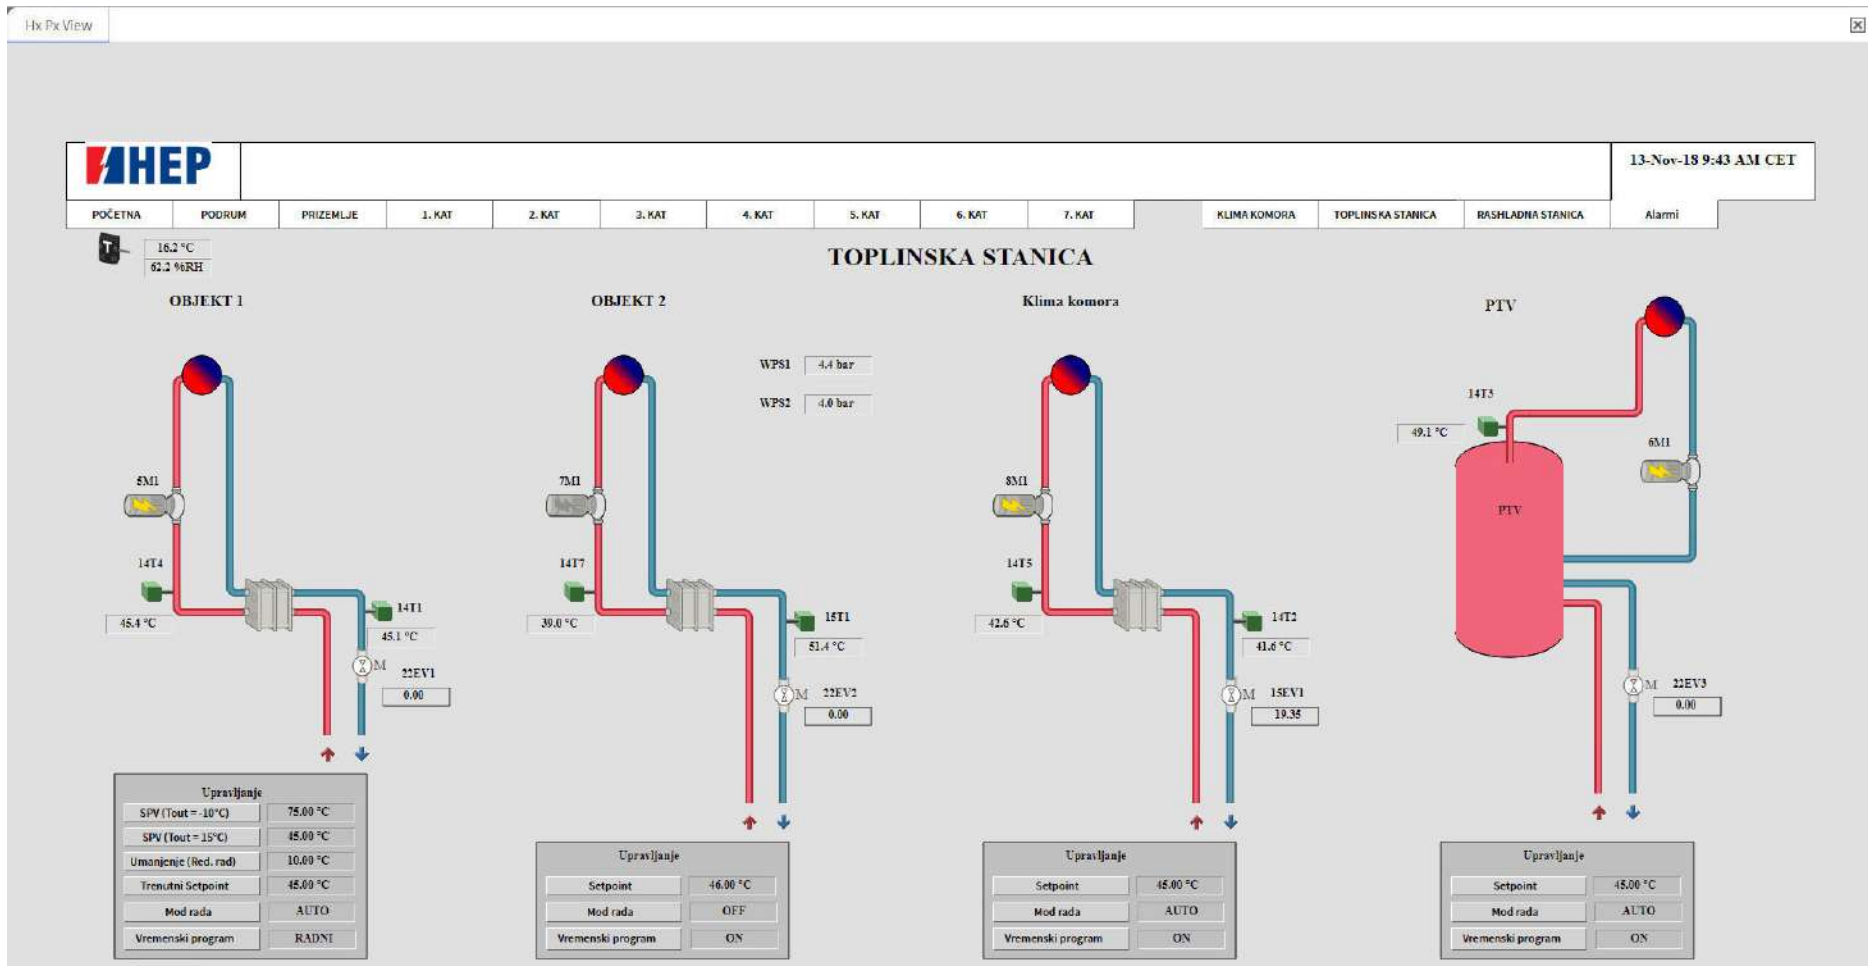 Hx Px View
HEP
13-Nov-18 9:43 AM CET
POČETNA PODRUM PRIZEMLJE 1. KAT 2. KAT 3. KAT 4. KAT 5. KAT 6. KAT 7. KAT KLIMA KOMORA TOPLINSKA STANICA RASHLADNA STANICA Alarmi
T 16.2 °C
62.2 %RH
TOPLINSKA STANICA
OBJEKT 1
5M1
14T4
45.4 °C
14T1
45.1 °C
M 22EV1
0.00
Upravljanje
SPV (Tout = -10°C) 75.00 °C
SPV (Tout = 15°C) 45.00 °C
Umanjenje (Red. rad) 10.00 °C
Trenutni Setpoint 45.00 °C
Mod rada AUTO
Vremenski program RADNI
OBJEKT 2
WPS1 4.4 bar
WPS2 4.0 bar
7M1
14T7
39.0 °C
15T1
51.4 °C
M 22EV2
0.00
Upravljanje
Setpoint 46.00 °C
Mod rada OFF
Vremenski program ON
Klima komora
8M1
14T5
42.6 °C
14T2
41.6 °C
M 15EV1
19.35
Upravljanje
Setpoint 45.00 °C
Mod rada AUTO
Vremenski program ON
PTV
14T3
49.1 °C
6M1
PTV
M 22EV3
0.00
Upravljanje
Setpoint 45.00 °C
Mod rada AUTO
Vremenski program ON